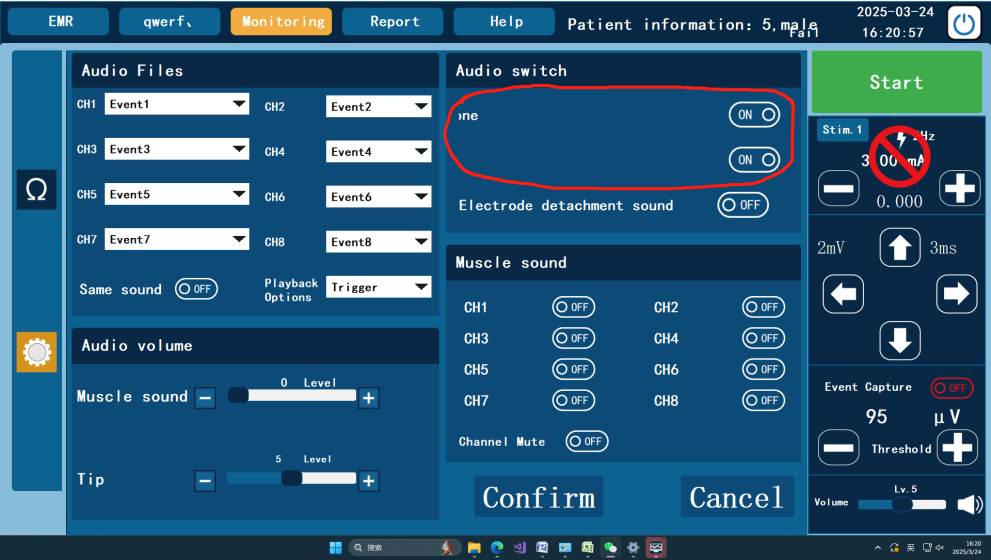 EMR
qwerf、
Monitoring
Report
Help
Patient information: 5,male
Fail
2025-03-24
16:20:57
Audio Files
CH1 Event1
CH2 Event2
CH3 Event3
CH4 Event4
CH5 Event5
CH6 Event6
CH7 Event7
CH8 Event8
Same sound OFF
Playback
Options
Trigger
Audio volume
0 Level
Muscle sound
5 Level
Tip
Audio switch
one ON
ON
Electrode detachment sound OFF
Muscle sound
CH1 OFF CH2 OFF
CH3 OFF CH4 OFF
CH5 OFF CH6 OFF
CH7 OFF CH8 OFF
Channel Mute OFF
Confirm
Cancel
Start
Stim.1
Hz
mA
0.000
2mV
3ms
Event Capture OFF
95 μV
Threshold
Lv.5
Volume
Ω
搜索
英
16:20
2025/3/24